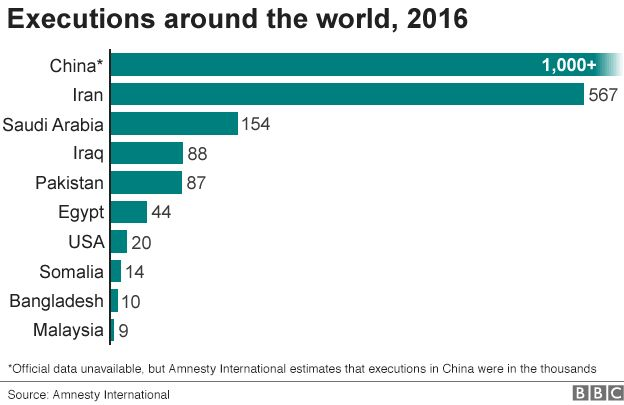 Executions around the world, 2016
China* 1,000+
Iran 567
Saudi Arabia 154
Iraq 88
Pakistan 87
Egypt 44
USA 20
Somalia 14
Bangladesh 10
Malaysia 9
*Official data unavailable, but Amnesty International estimates that executions in China were in the thousands
Source: Amnesty International BBC